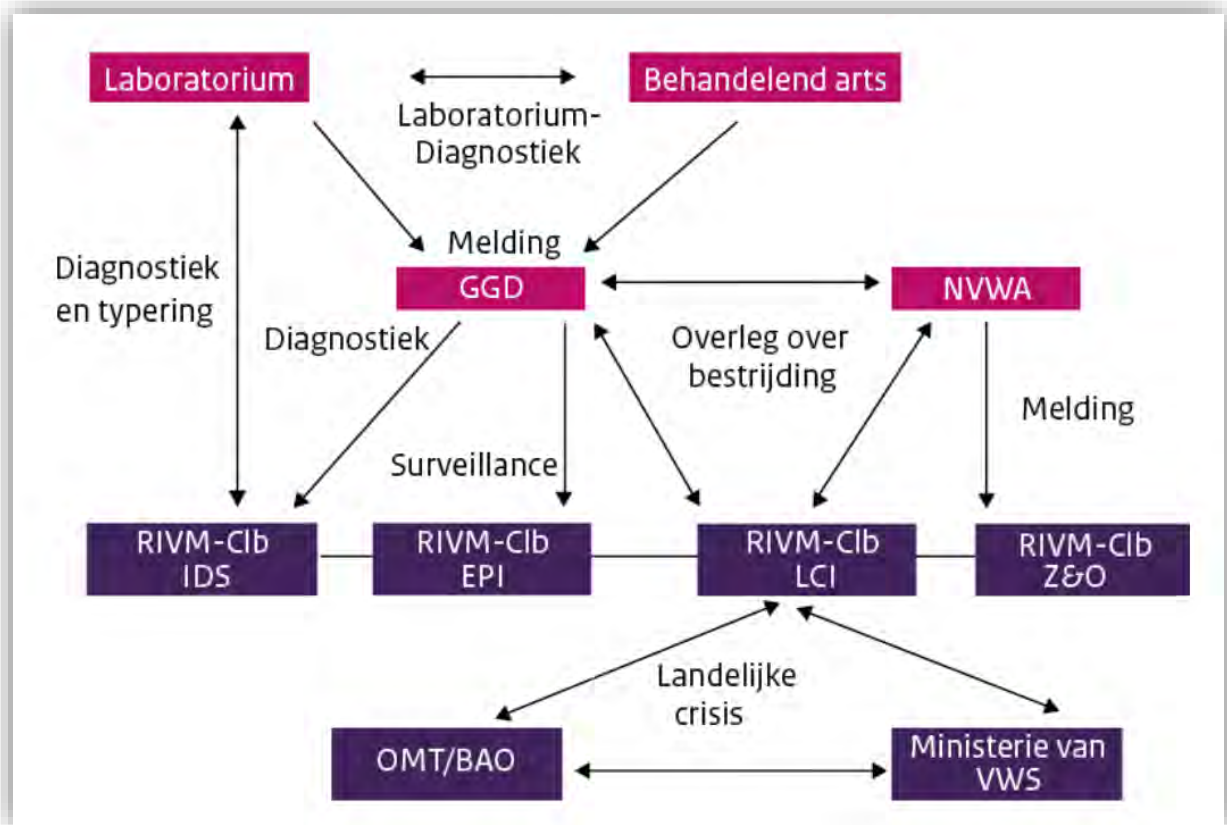 Laboratorium
Behandelend arts
Laboratorium-
Diagnostiek
Melding
GGD
NVWA
Diagnostiek
en typering
Diagnostiek
Overleg over
bestrijding
Melding
Surveillance
RIVM-Clb
IDS
RIVM-Clb
EPI
RIVM-Clb
LCI
RIVM-Clb
Z&O
Landelijke
crisis
OMT/BAO
Ministerie van
VWS